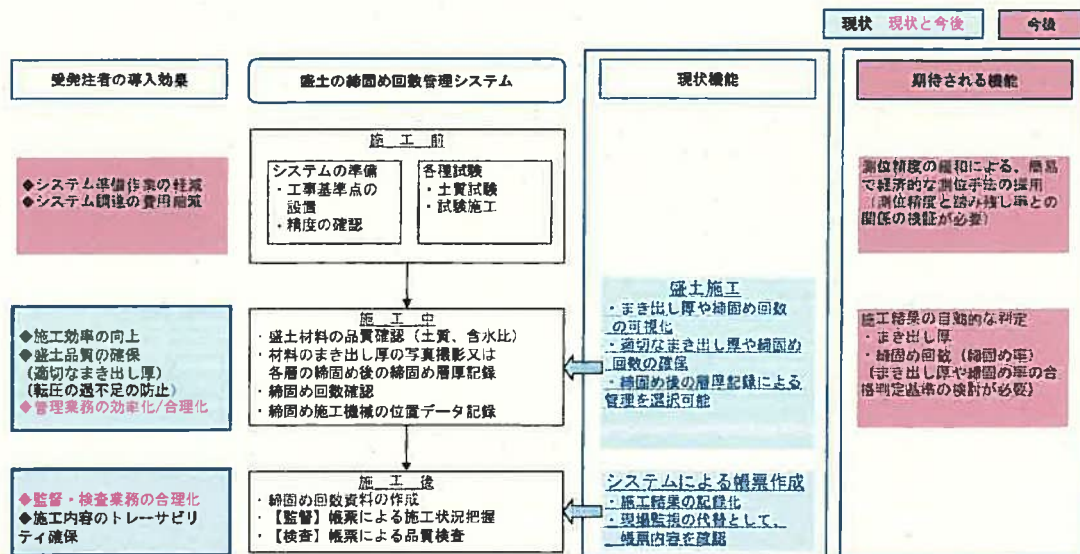 現状 現状と今後
今後
受発注者の導入効果
盛土の締固め回数管理システム
現状機能
期待される機能
◆システム準備作業の軽減
◆システム調達の費用縮減
施 工 前
システムの準備
・工事基準点の
設置
・精度の確認
各種試験
・土質試験
・試験施工
測位精度の緩和による、簡易
で経済的な測位手法の採用
（測位精度と踏み残し率との
関係の検証が必要）
◆施工効率の向上
◆盛土品質の確保
（適切なまき出し厚）
（転圧の過不足の防止）
◆管理業務の効率化/合理化
施 工 中
・盛土材料の品質確認（土質、含水比）
・材料のまき出し厚の写真撮影又は
各層の締固め後の締固め層厚記録
・締固め回数確認
・締固め施工機械の位置データ記録
盛土施工
・まき出し厚や締固め回数
の可視化
・適切なまき出し厚や締固め
回数の確保
・締固め後の層厚記録による
管理を選択可能
施工結果の自動的な判定
・まき出し厚
・締固め回数（締固め率）
（まき出し厚や締固め率の合
格判定基準の検討が必要）
◆監督・検査業務の合理化
◆施工内容のトレーサビリ
ティ確保
施 工 後
・締固め回数資料の作成
・【監督】帳票による施工状況把握
・【検査】帳票による品質検査
システムによる帳票作成
・施工結果の記録化
・現場監視の代替として、
帳票内容を確認